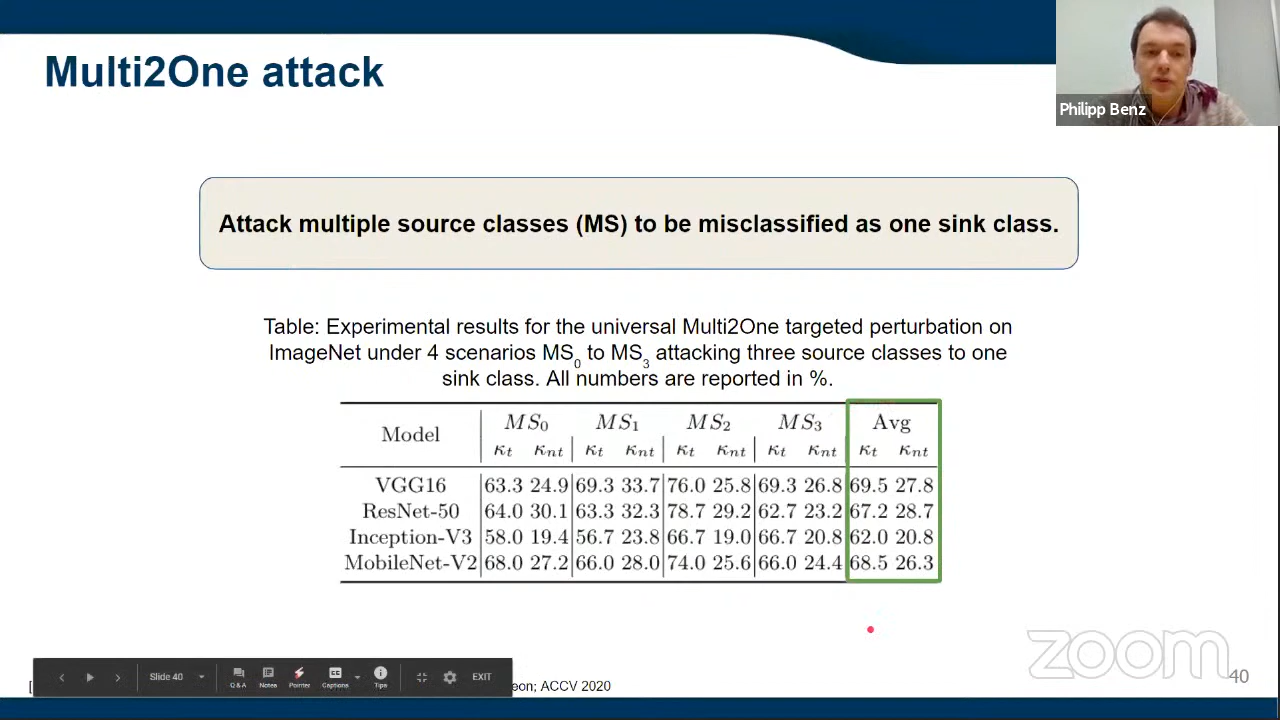 Multi2One attack
Philipp Benz
Attack multiple source classes (MS) to be misclassified as one sink class.
Table: Experimental results for the universal Multi2One targeted perturbation on
ImageNet under 4 scenarios MS0 to MS3 attacking three source classes to one
sink class. All numbers are reported in %.
Model MS0 MS1 MS2 MS3 Avg
κt κnt κt κnt κt κnt κt κnt κt κnt
VGG16 63.3 24.9 69.3 33.7 76.0 25.8 69.3 26.8 69.5 27.8
ResNet-50 64.0 30.1 63.3 32.3 78.7 29.2 62.7 23.2 67.2 28.7
Inception-V3 58.0 19.4 56.7 23.8 66.7 19.0 66.7 20.8 62.0 20.8
MobileNet-V2 68.0 27.2 66.0 28.0 74.0 25.6 66.0 24.4 68.5 26.3
zoom
Slide 40 Q & A Notes Pointer Captions Tips EXIT
[ eon; ACCV 2020
40